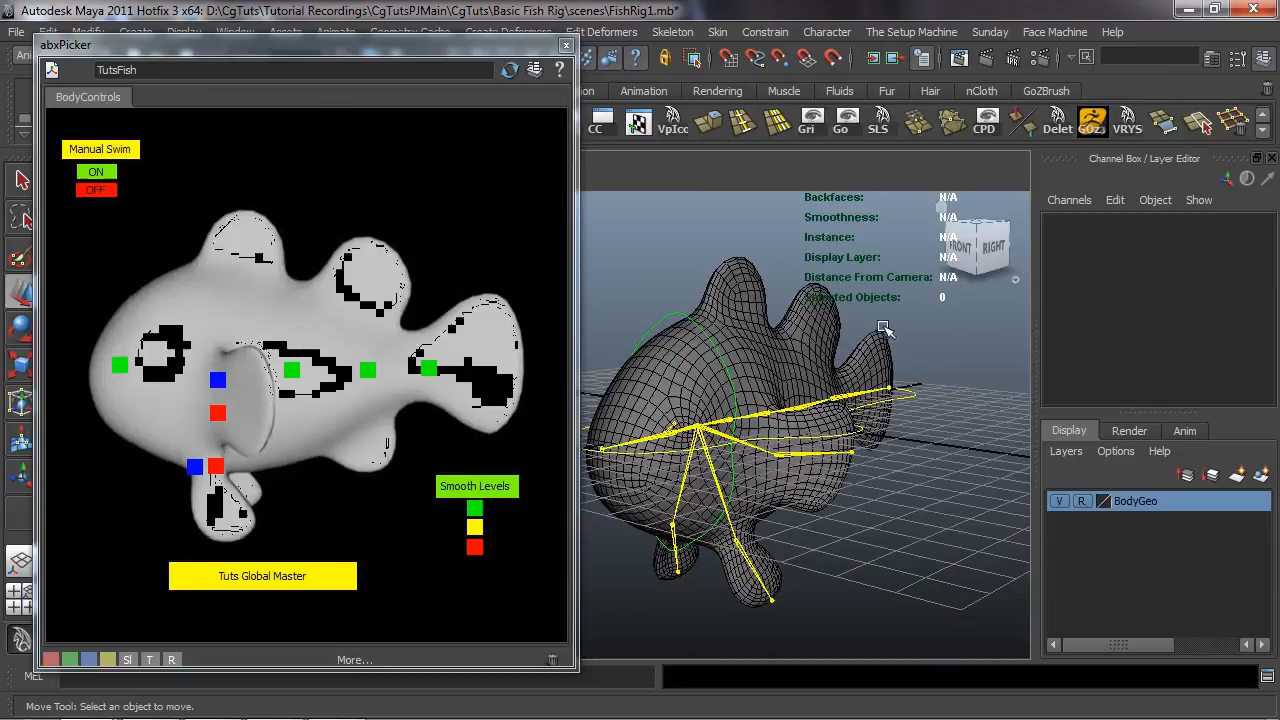 Autodesk Maya 2011 Hotfix 3 x64: D:\CgTuts\Tutorial Recordings\CgTutsPJMain\CgTuts\Basic Fish Rig\scenes\FishRig1.mb*
File
Edit Deformers Skeleton Skin Constrain Character The Setup Machine Sunday Face Machine Help
abxPicker
TutsFish
?
BodyControls
Animation Rendering Muscle Fluids Fur Hair nCloth GoZBrush
CC VpIcc Gri Go SLS CPD Delet GOZ3 VRYS
Manual Swim
ON
OFF
Smooth Levels
Tuts Global Master
Sl T R More...
Backfaces: N/A
Smoothness: N/A
Instance: N/A
Display Layer: N/A
Distance From Camera: N/A
Selected Objects: 0
FRONT RIGHT
Channel Box / Layer Editor
Channels Edit Object Show
Display Render Anim
Layers Options Help
V R BodyGeo
MEL
Move Tool: Select an object to move.